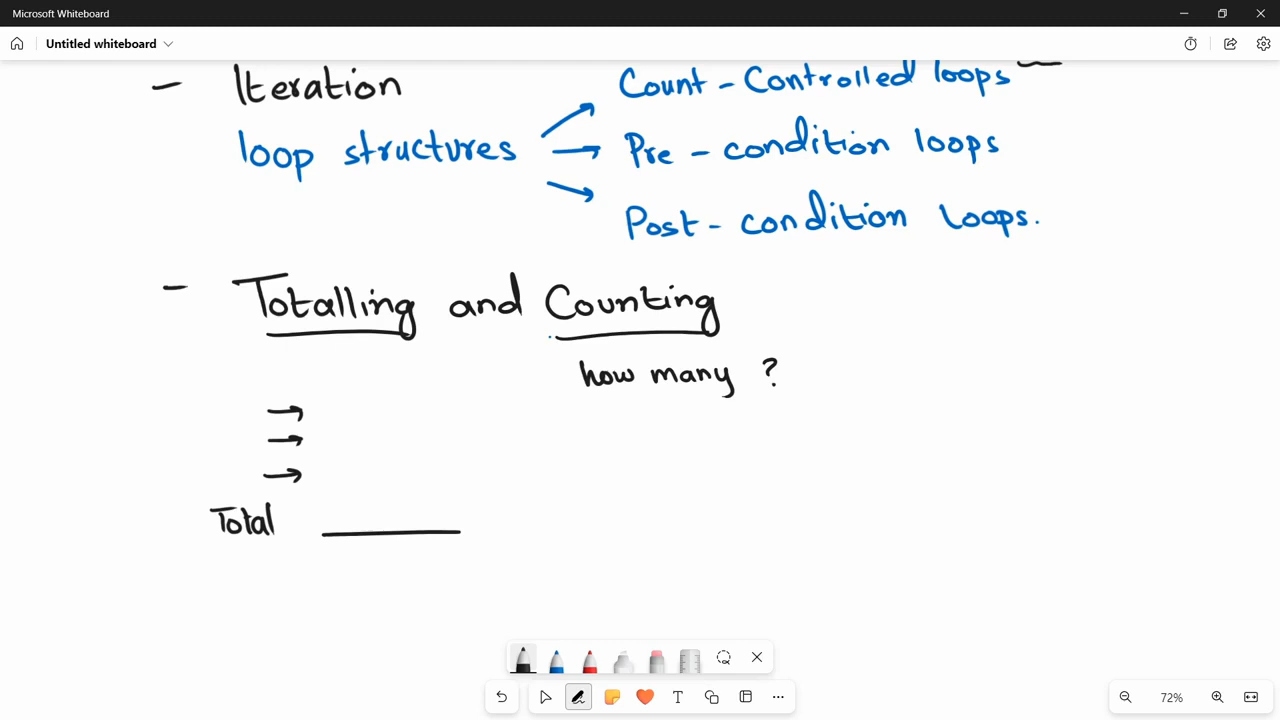 Microsoft Whiteboard
Untitled whiteboard
- Iteration
Count - Controlled loops
loop structures
Pre - condition loops
Post - condition Loops.
- Totalling and Counting
how many ?
Total
72%